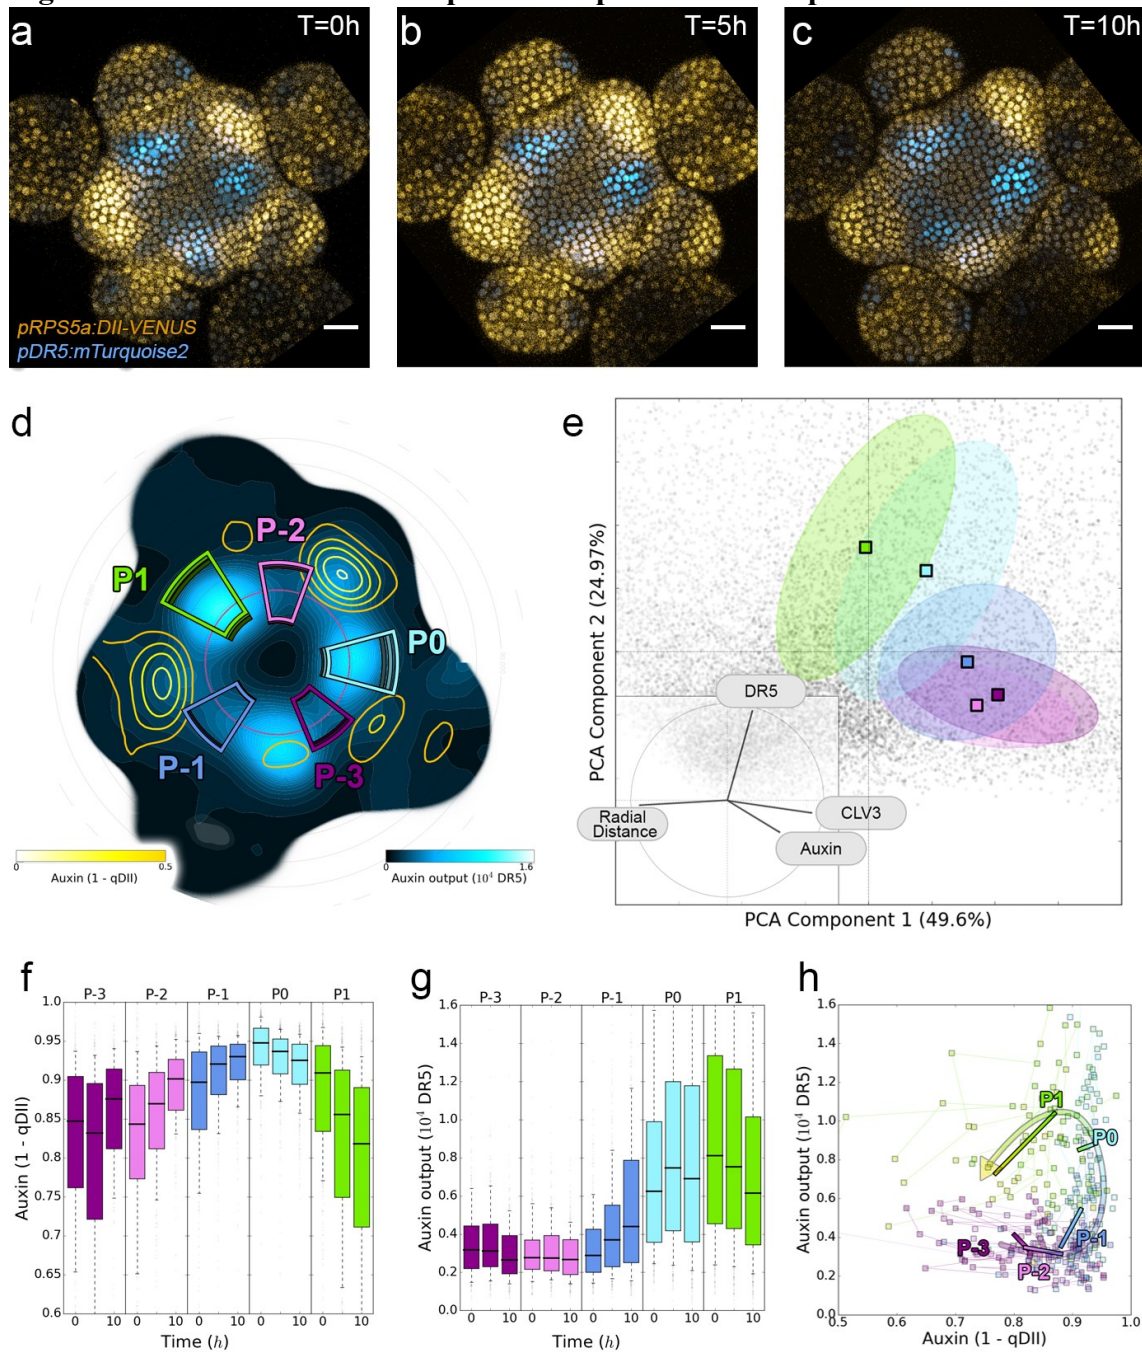 a
T=0h
b
T=5h
c
T=10h
pRPS5a:DII-VENUS
pDR5:mTurquoise2
d
P-2
P1
P0
P-1
P-3
0 0.5
Auxin (1 - qDII)
0 1.6
Auxin output (10⁴ DR5)
e
PCA Component 2 (24.97%)
DR5
Radial
Distance
CLV3
Auxin
PCA Component 1 (49.6%)
f
P-3 P-2 P-1 P0 P1
Auxin (1 - qDII)
1.0
0.95
0.9
0.85
0.8
0.75
0.7
0.65
0.6
0 10 0 10 0 10 0 10 0 10
Time (h)
g
P-3 P-2 P-1 P0 P1
Auxin output (10⁴ DR5)
1.6
1.4
1.2
1.0
0.8
0.6
0.4
0.2
0.0
0 10 0 10 0 10 0 10 0 10
Time (h)
h
Auxin output (10⁴ DR5)
1.6
1.4
1.2
1.0
0.8
0.6
0.4
0.2
0.0
P1
P0
P-1
P-3
P-2
0.5 0.6 0.7 0.8 0.9 1.0
Auxin (1 - qDII)